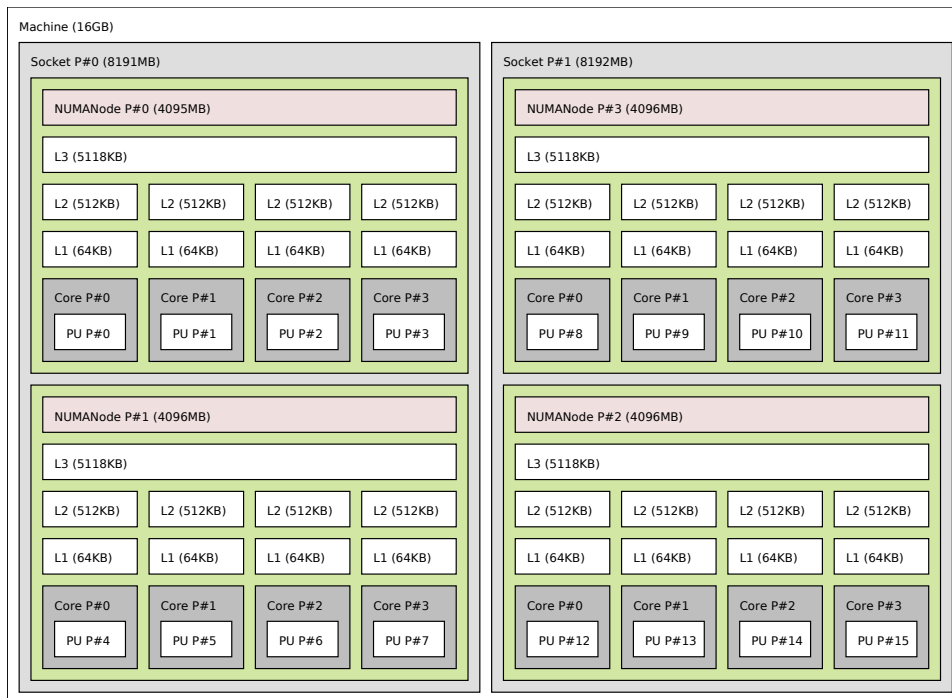 Machine (16GB)
Socket P#0 (8191MB)
NUMANode P#0 (4095MB)
L3 (5118KB)
L2 (512KB) L2 (512KB) L2 (512KB) L2 (512KB)
L1 (64KB) L1 (64KB) L1 (64KB) L1 (64KB)
Core P#0 Core P#1 Core P#2 Core P#3
PU P#0 PU P#1 PU P#2 PU P#3
NUMANode P#1 (4096MB)
L3 (5118KB)
L2 (512KB) L2 (512KB) L2 (512KB) L2 (512KB)
L1 (64KB) L1 (64KB) L1 (64KB) L1 (64KB)
Core P#0 Core P#1 Core P#2 Core P#3
PU P#4 PU P#5 PU P#6 PU P#7
Socket P#1 (8192MB)
NUMANode P#3 (4096MB)
L3 (5118KB)
L2 (512KB) L2 (512KB) L2 (512KB) L2 (512KB)
L1 (64KB) L1 (64KB) L1 (64KB) L1 (64KB)
Core P#0 Core P#1 Core P#2 Core P#3
PU P#8 PU P#9 PU P#10 PU P#11
NUMANode P#2 (4096MB)
L3 (5118KB)
L2 (512KB) L2 (512KB) L2 (512KB) L2 (512KB)
L1 (64KB) L1 (64KB) L1 (64KB) L1 (64KB)
Core P#0 Core P#1 Core P#2 Core P#3
PU P#12 PU P#13 PU P#14 PU P#15